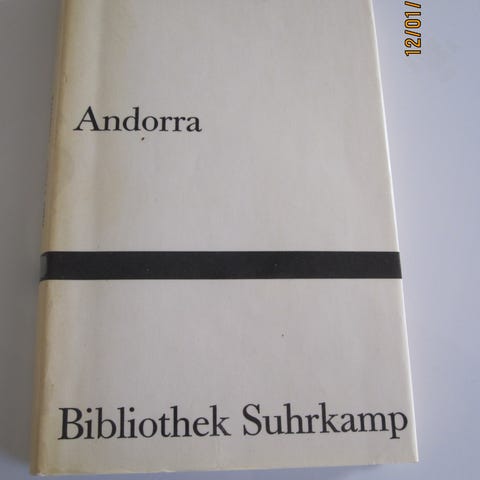 12/01/
Andorra
Bibliothek Suhrkamp